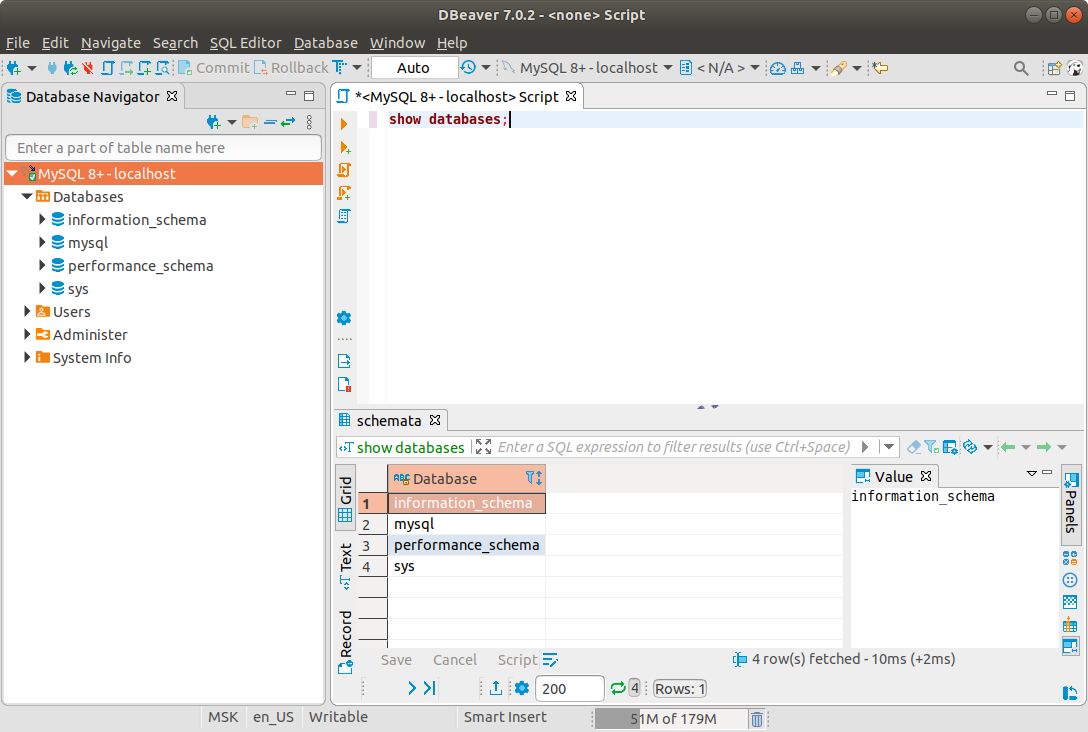 DBeaver 7.0.2 - <none> Script
File Edit Navigate Search SQL Editor Database Window Help
Commit Rollback Auto MySQL 8+ - localhost < N/A >
Database Navigator
*<MySQL 8+ - localhost> Script
Enter a part of table name here
MySQL 8+ - localhost
Databases
information_schema
mysql
performance_schema
sys
Users
Administer
System Info
show databases;
schemata
show databases Enter a SQL expression to filter results (use Ctrl+Space)
Grid
Text
Record
ABC Database
1 information_schema
2 mysql
3 performance_schema
4 sys
Value
information_schema
Panels
Save Cancel Script 4 row(s) fetched - 10ms (+2ms)
200 4 Rows: 1
MSK en_US Writable Smart Insert 51M of 179M